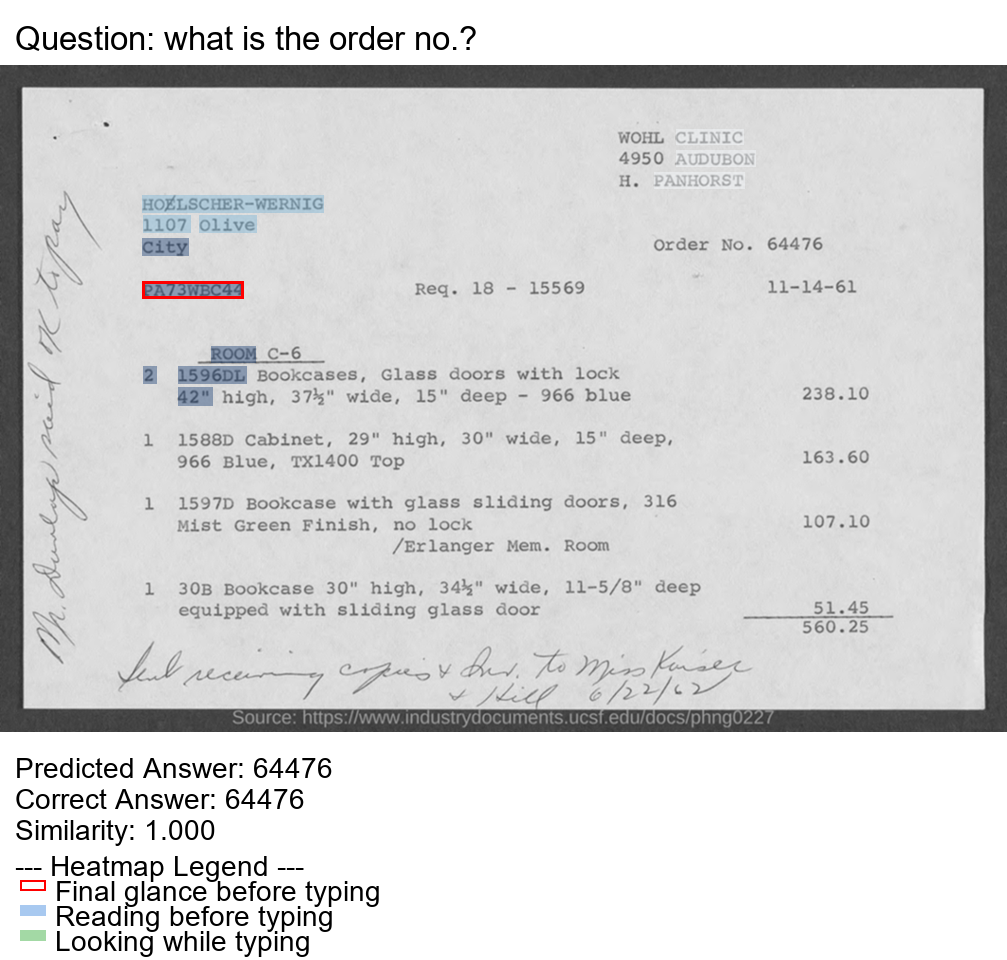 Question: what is the order no.?
WOHL CLINIC
4950 AUDUBON
H. PANHORST
HOELSCHER-WERNIG
1107 Olive
City
Order No. 64476
PA73WBC44 Req. 18 - 15569 11-14-61
ROOM C-6
2 1596DL Bookcases, Glass doors with lock
42" high, 37½" wide, 15" deep - 966 blue 238.10
1 1588D Cabinet, 29" high, 30" wide, 15" deep,
966 Blue, TX1400 Top 163.60
1 1597D Bookcase with glass sliding doors, 316
Mist Green Finish, no lock 107.10
/Erlanger Mem. Room
1 30B Bookcase 30" high, 34½" wide, 11-5/8" deep
equipped with sliding glass door 51.45
560.25
Mr. Dunlap said OK to pay
Sent receiving copies & Inv. to Miss Kaiser
& Hill 6/22/62
Source: https://www.industrydocuments.ucsf.edu/docs/phng0227
Predicted Answer: 64476
Correct Answer: 64476
Similarity: 1.000
--- Heatmap Legend ---
Final glance before typing
Reading before typing
Looking while typing